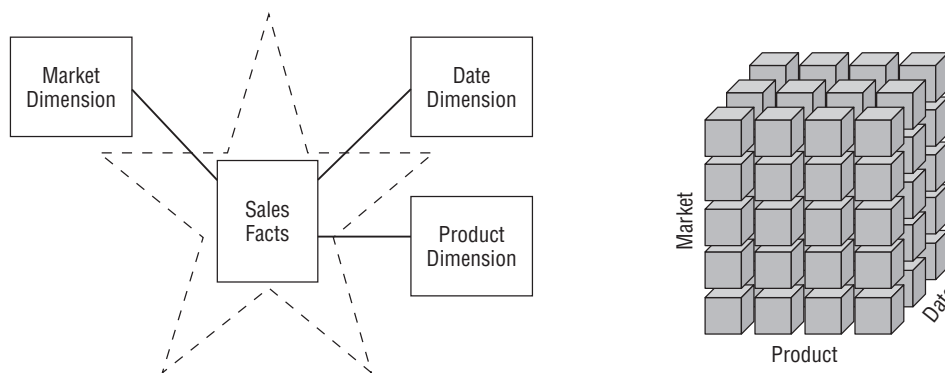 Market
Dimension
Date
Dimension
Sales
Facts
Product
Dimension
Market
Product